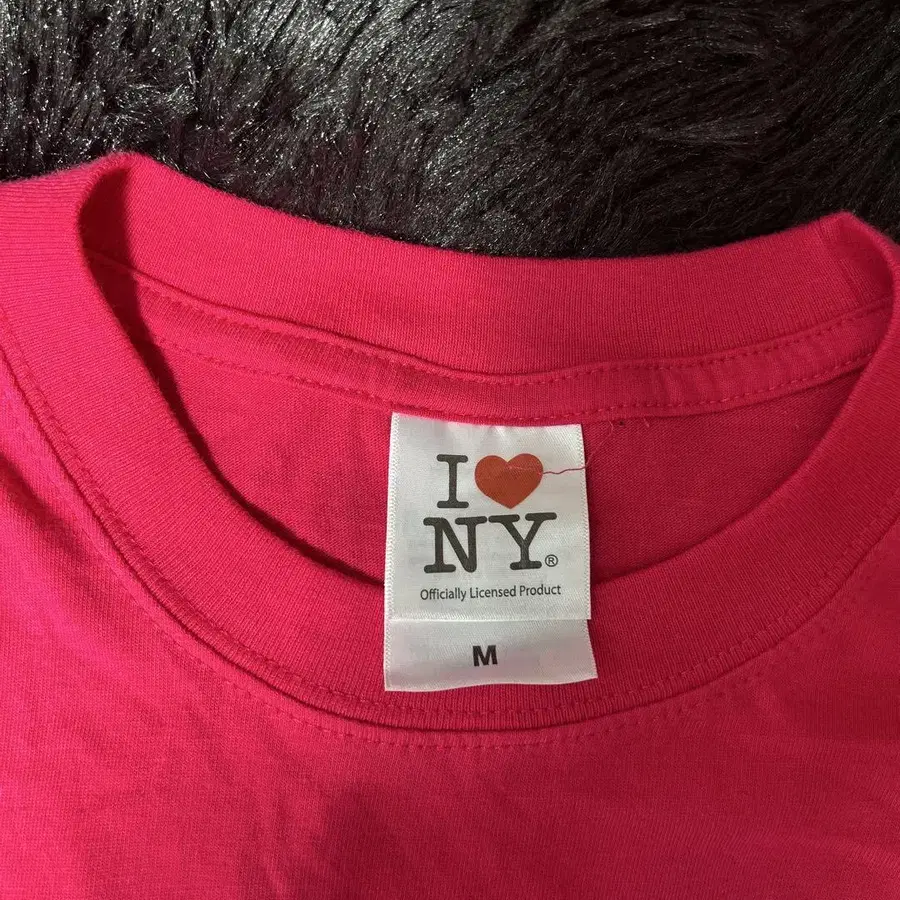 I ❤ NY®
Officially Licensed Product
M